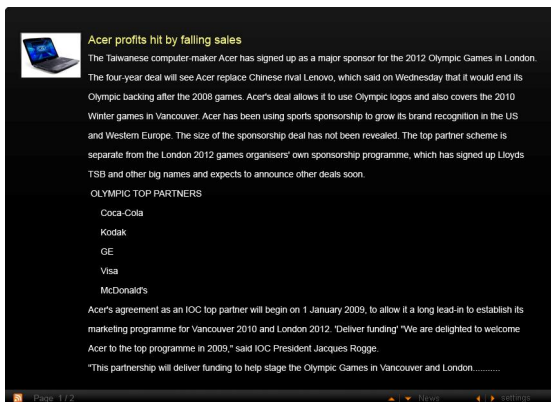 Acer profits hit by falling sales
The Taiwanese computer-maker Acer has signed up as a major sponsor for the 2012 Olympic Games in London.
The four-year deal will see Acer replace Chinese rival Lenovo, which said on Wednesday that it would end its
Olympic backing after the 2008 games. Acer's deal allows it to use Olympic logos and also covers the 2010
Winter games in Vancouver. Acer has been using sports sponsorship to grow its brand recognition in the US
and Western Europe. The size of the sponsorship deal has not been revealed. The top partner scheme is
separate from the London 2012 games organisers' own sponsorship programme, which has signed up Lloyds
TSB and other big names and expects to announce other deals soon.
OLYMPIC TOP PARTNERS
Coca-Cola
Kodak
GE
Visa
McDonald's
Acer's agreement as an IOC top partner will begin on 1 January 2009, to allow it a long lead-in to establish its
marketing programme for Vancouver 2010 and London 2012. 'Deliver funding' "We are delighted to welcome
Acer to the top programme in 2009," said IOC President Jacques Rogge.
"This partnership will deliver funding to help stage the Olympic Games in Vancouver and London...........
Page 1/2 News settings